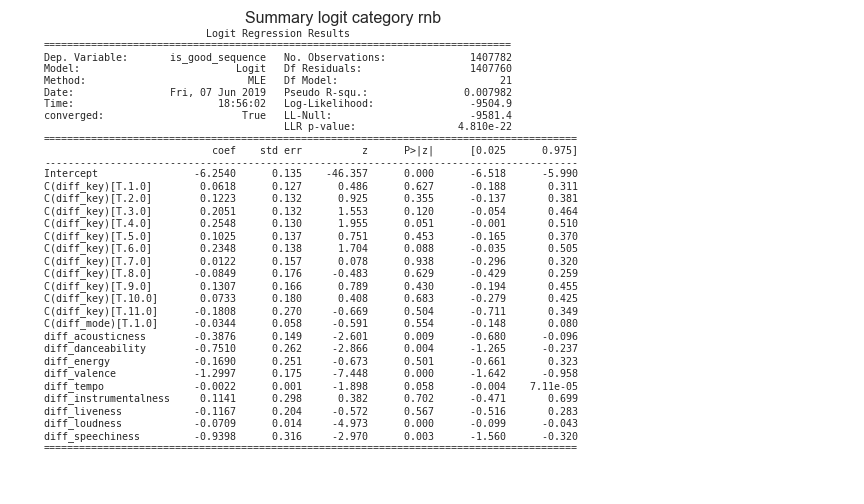 Summary logit category rnb
Logit Regression Results
==============================================================================
Dep. Variable: is_good_sequence No. Observations: 1407782
Model: Logit Df Residuals: 1407760
Method: MLE Df Model: 21
Date: Fri, 07 Jun 2019 Pseudo R-squ.: 0.007982
Time: 18:56:02 Log-Likelihood: -9504.9
converged: True LL-Null: -9581.4
LLR p-value: 4.810e-22
=========================================================================================
coef std err z P>|z| [0.025 0.975]
-----------------------------------------------------------------------------------------
Intercept -6.2540 0.135 -46.357 0.000 -6.518 -5.990
C(diff_key)[T.1.0] 0.0618 0.127 0.486 0.627 -0.188 0.311
C(diff_key)[T.2.0] 0.1223 0.132 0.925 0.355 -0.137 0.381
C(diff_key)[T.3.0] 0.2051 0.132 1.553 0.120 -0.054 0.464
C(diff_key)[T.4.0] 0.2548 0.130 1.955 0.051 -0.001 0.510
C(diff_key)[T.5.0] 0.1025 0.137 0.751 0.453 -0.165 0.370
C(diff_key)[T.6.0] 0.2348 0.138 1.704 0.088 -0.035 0.505
C(diff_key)[T.7.0] 0.0122 0.157 0.078 0.938 -0.296 0.320
C(diff_key)[T.8.0] -0.0849 0.176 -0.483 0.629 -0.429 0.259
C(diff_key)[T.9.0] 0.1307 0.166 0.789 0.430 -0.194 0.455
C(diff_key)[T.10.0] 0.0733 0.180 0.408 0.683 -0.279 0.425
C(diff_key)[T.11.0] -0.1808 0.270 -0.669 0.504 -0.711 0.349
C(diff_mode)[T.1.0] -0.0344 0.058 -0.591 0.554 -0.148 0.080
diff_acousticness -0.3876 0.149 -2.601 0.009 -0.680 -0.096
diff_danceability -0.7510 0.262 -2.866 0.004 -1.265 -0.237
diff_energy -0.1690 0.251 -0.673 0.501 -0.661 0.323
diff_valence -1.2997 0.175 -7.448 0.000 -1.642 -0.958
diff_tempo -0.0022 0.001 -1.898 0.058 -0.004 7.11e-05
diff_instrumentalness 0.1141 0.298 0.382 0.702 -0.471 0.699
diff_liveness -0.1167 0.204 -0.572 0.567 -0.516 0.283
diff_loudness -0.0709 0.014 -4.973 0.000 -0.099 -0.043
diff_speechiness -0.9398 0.316 -2.970 0.003 -1.560 -0.320
=========================================================================================